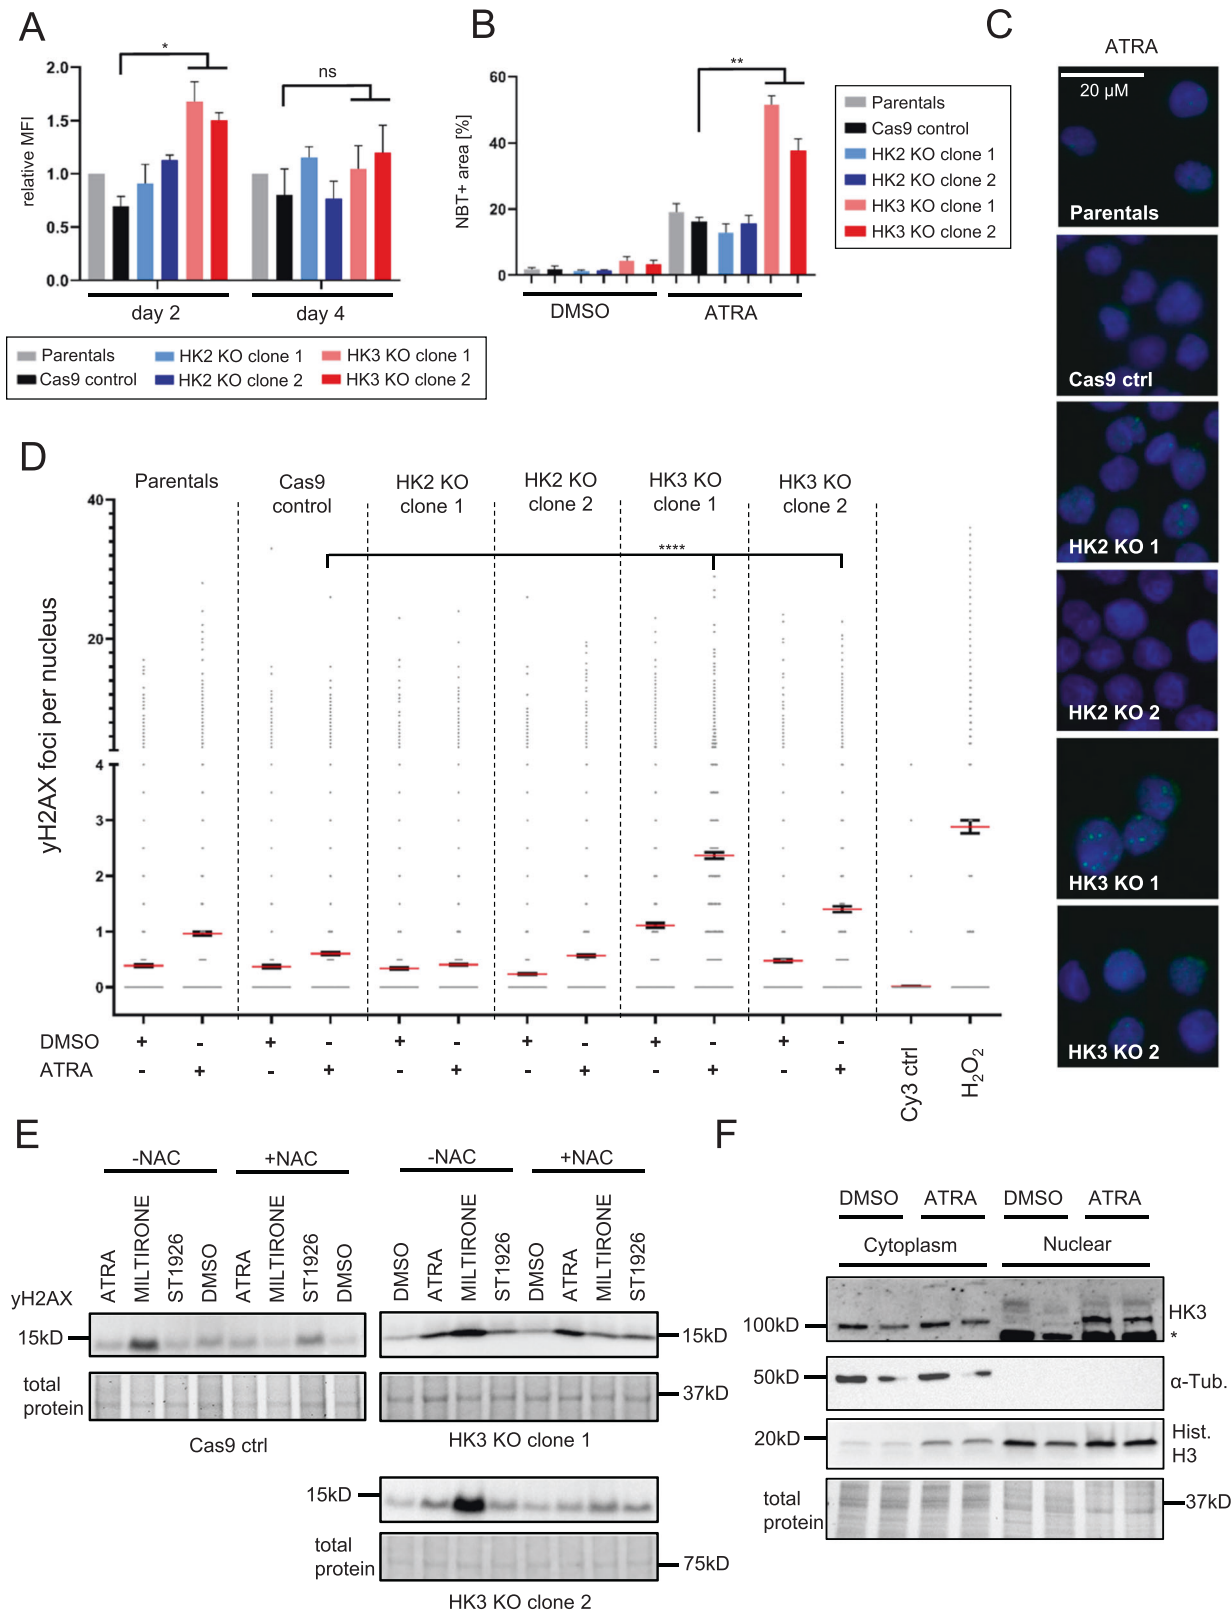 A
relative MFI
2.0
1.5
1.0
0.5
0.0
*
ns
day 2
day 4
Parentals
HK2 KO clone 1
HK3 KO clone 1
Cas9 control
HK2 KO clone 2
HK3 KO clone 2
B
NBT+ area [%]
60
40
20
0
**
DMSO
ATRA
Parentals
Cas9 control
HK2 KO clone 1
HK2 KO clone 2
HK3 KO clone 1
HK3 KO clone 2
C
ATRA
20 µM
Parentals
Cas9 ctrl
HK2 KO 1
HK2 KO 2
HK3 KO 1
HK3 KO 2
D
Parentals
Cas9
control
HK2 KO
clone 1
HK2 KO
clone 2
HK3 KO
clone 1
HK3 KO
clone 2
yH2AX foci per nucleus
40
20
4
3
2
1
0
****
DMSO + - + - + - + - + - + -
ATRA - + - + - + - + - + - +
Cy3 ctrl
H₂O₂
E
-NAC
+NAC
-NAC
+NAC
ATRA
MILTIRONE
ST1926
DMSO
ATRA
MILTIRONE
ST1926
DMSO
DMSO
ATRA
MILTIRONE
ST1926
DMSO
ATRA
MILTIRONE
ST1926
yH2AX
15kD
15kD
total
protein
37kD
Cas9 ctrl
HK3 KO clone 1
15kD
total
protein
75kD
HK3 KO clone 2
F
DMSO
ATRA
DMSO
ATRA
Cytoplasm
Nuclear
100kD
HK3
*
50kD
α-Tub.
20kD
Hist.
H3
total
protein
37kD